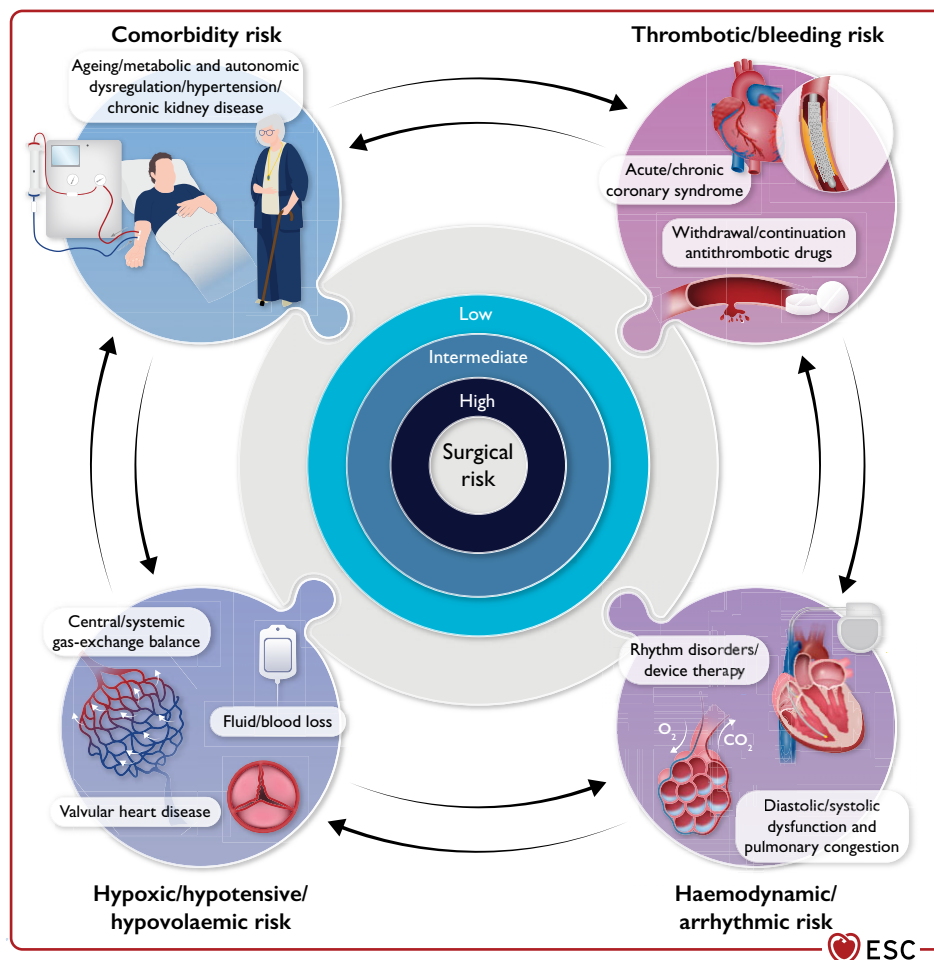 Comorbidity risk
Ageing/metabolic and autonomic
dysregulation/hypertension/
chronic kidney disease
Thrombotic/bleeding risk
Acute/chronic
coronary syndrome
Withdrawal/continuation
antithrombotic drugs
Low
Intermediate
High
Surgical
risk
Central/systemic
gas-exchange balance
Fluid/blood loss
Valvular heart disease
Hypoxic/hypotensive/
hypovolaemic risk
Rhythm disorders/
device therapy
O₂
CO₂
Diastolic/systolic
dysfunction and
pulmonary congestion
Haemodynamic/
arrhythmic risk
ESC